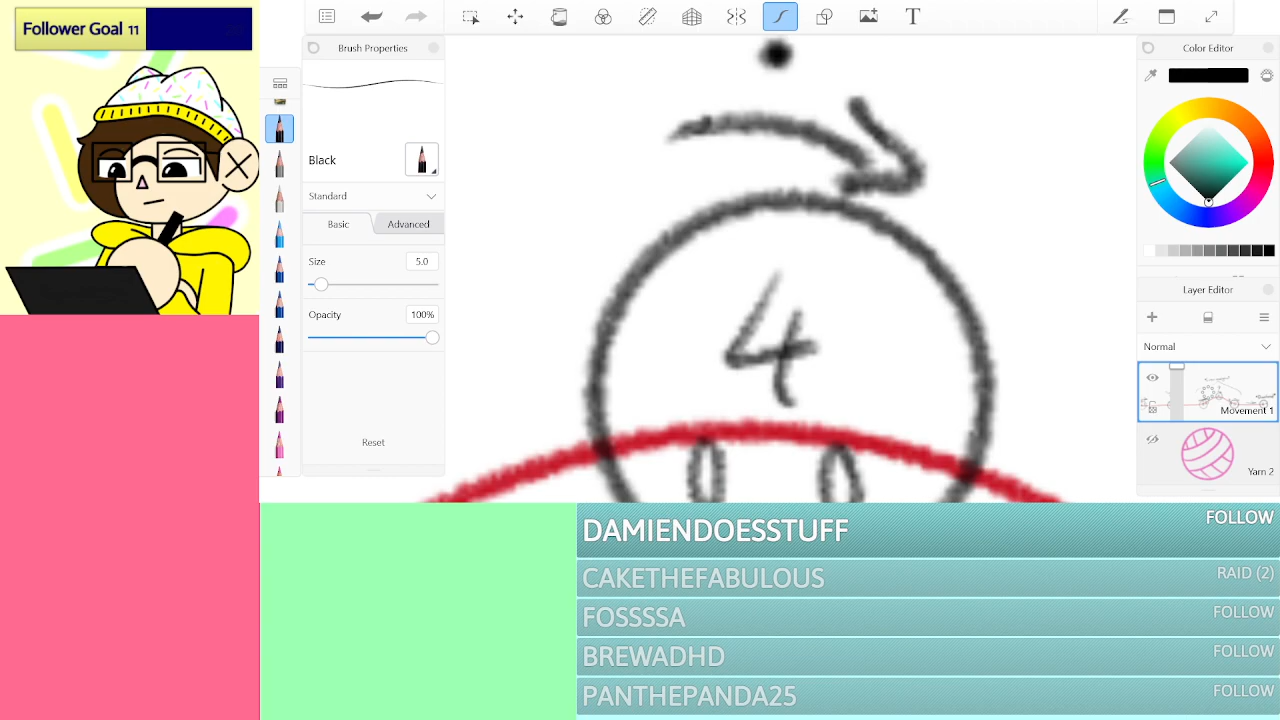 Follower Goal 11
Brush Properties
Black
Standard
Basic
Advanced
Size
5.0
Opacity
100%
Reset
T
4
Color Editor
Layer Editor
Normal
Movement 1
Yarn 2
DAMIENDOESSTUFF
FOLLOW
CAKETHEFABULOUS
RAID (2)
FOSSSSA
FOLLOW
BREWADHD
FOLLOW
PANTHEPANDA25
FOLLOW